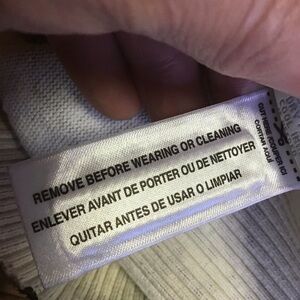 REMOVE BEFORE WEARING OR CLEANING
ENLEVER AVANT DE PORTER OU DE NETTOYER
QUITAR ANTES DE USAR O LIMPIAR